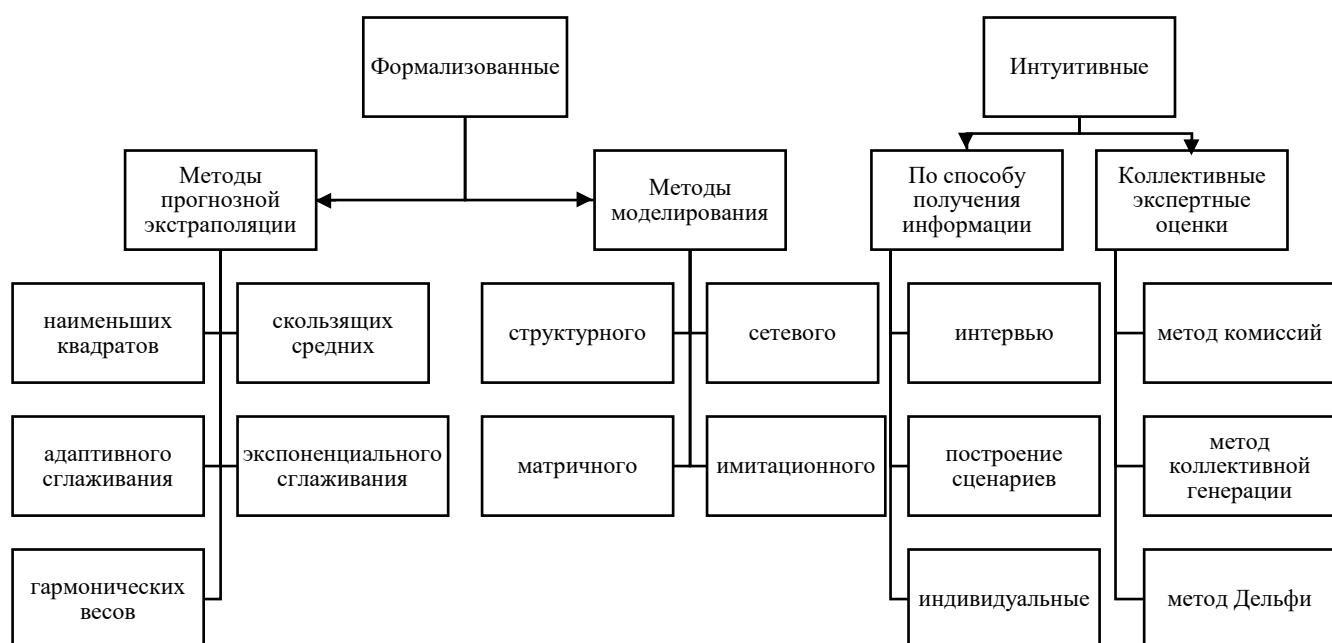 Формализованные
Интуитивные
Методы
прогнозной
экстраполяции
Методы
моделирования
По способу
получения
информации
Коллективные
экспертные
оценки
наименьших
квадратов
скользящих
средних
структурного
сетевого
интервью
метод комиссий
адаптивного
сглаживания
экспоненциального
сглаживания
матричного
имитационного
построение
сценариев
метод
коллективной
генерации
гармонических
весов
индивидуальные
метод Дельфи